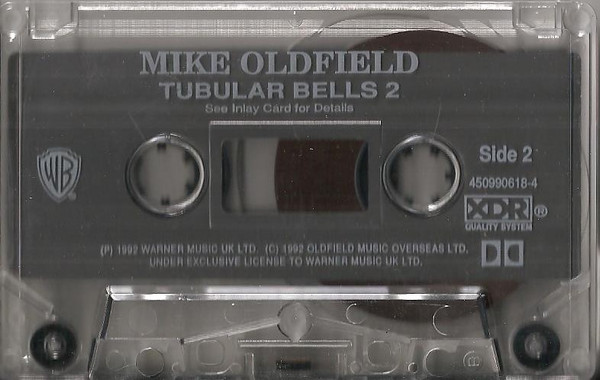 MIKE OLDFIELD
TUBULAR BELLS 2
See Inlay Card for Details
Side 2
WB
450990618-4
XDR®
QUALITY SYSTEM
(P) 1992 WARNER MUSIC UK LTD. (C) 1992 OLDFIELD MUSIC OVERSEAS LTD.
UNDER EXCLUSIVE LICENSE TO WARNER MUSIC UK LTD.